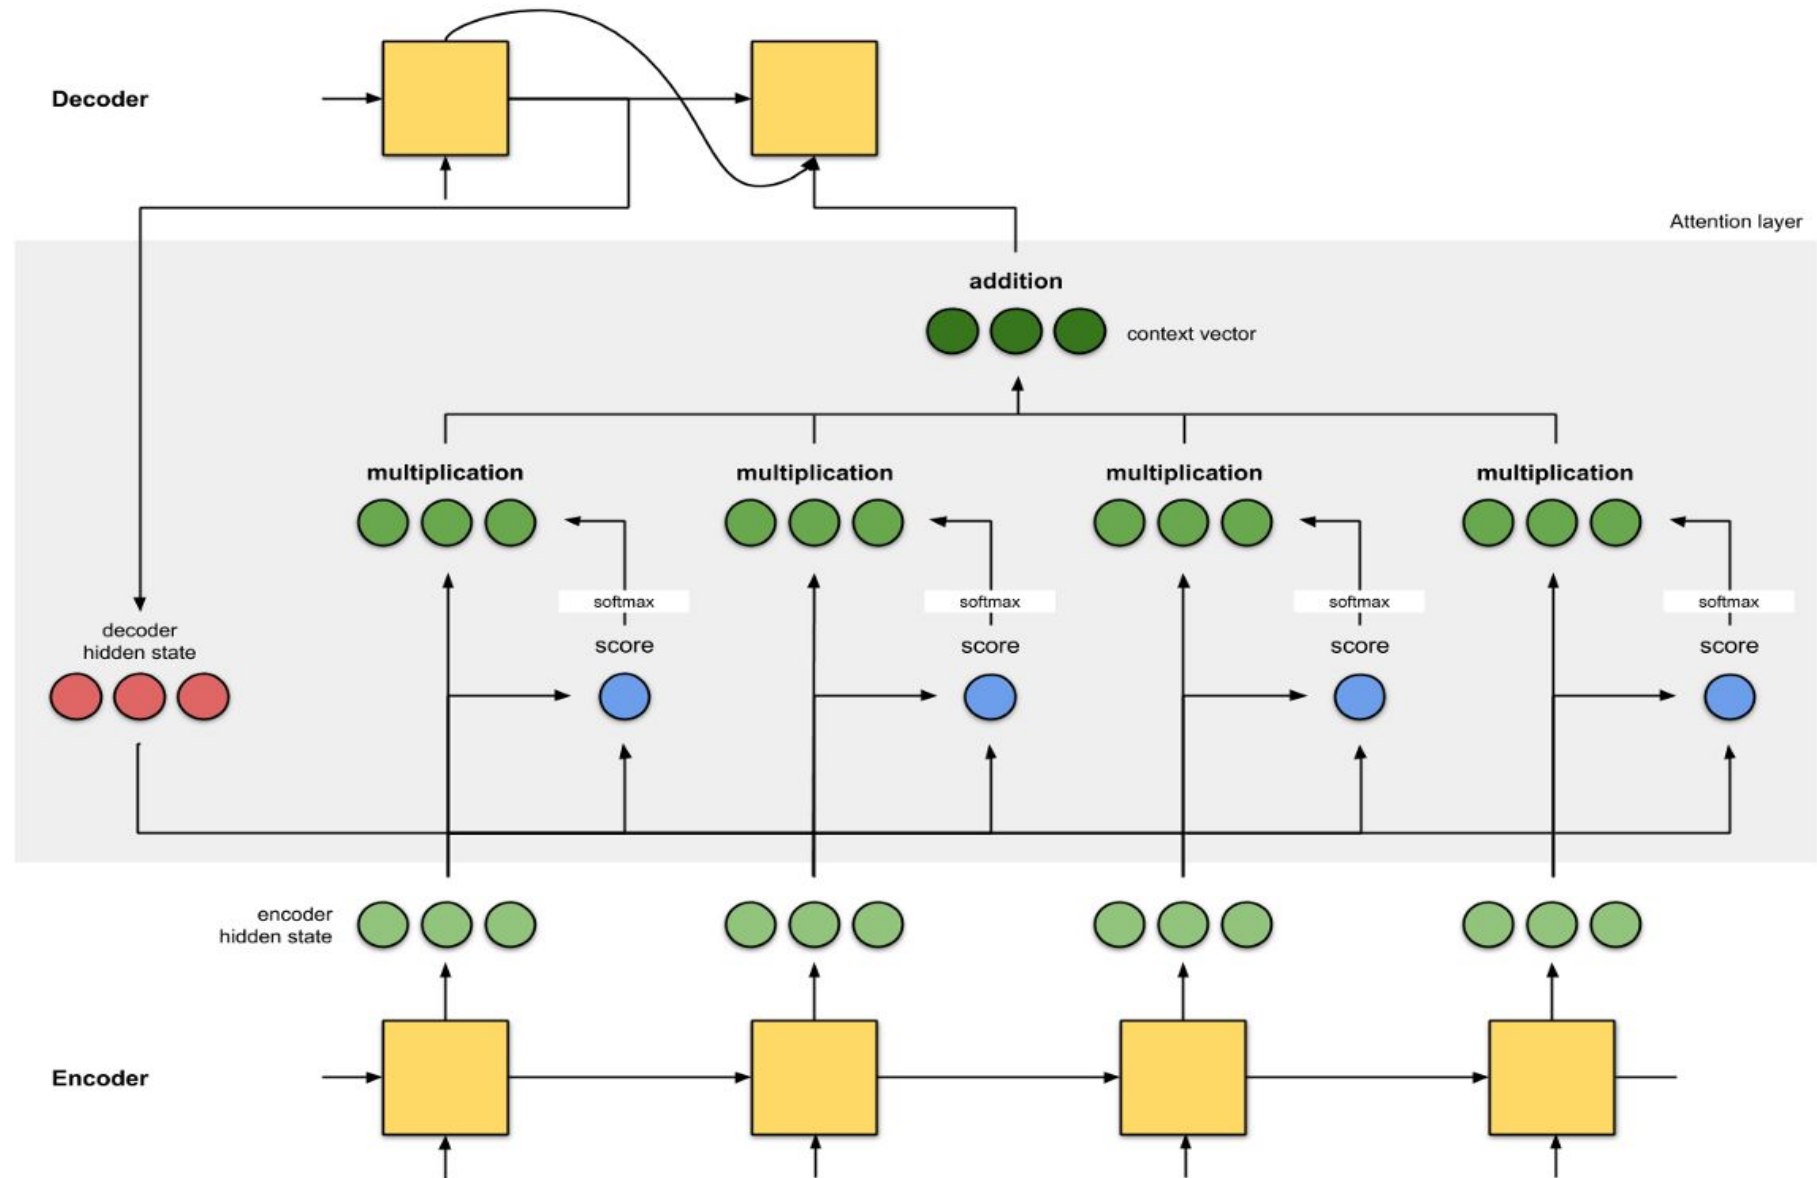 Decoder
Attention layer
addition
context vector
multiplication multiplication multiplication multiplication
softmax softmax softmax softmax
decoder
hidden state
score score score score
encoder
hidden state
Encoder